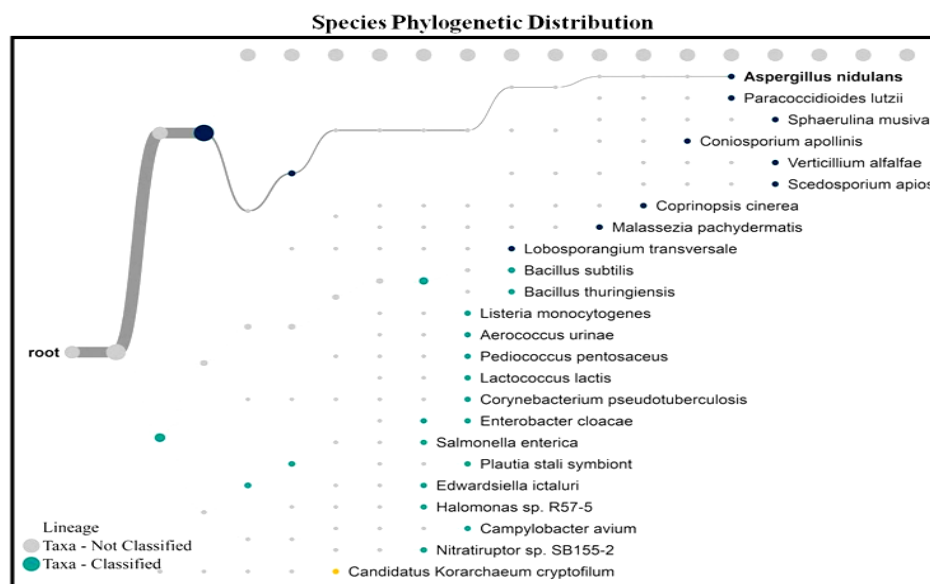 Species Phylogenetic Distribution
Aspergillus nidulans
Paracoccidioides lutzii
Sphaerulina musiva
Coniosporium apollinis
Verticillium alfalfae
Scedosporium apios
Coprinopsis cinerea
Malassezia pachydermatis
Lobosporangium transversale
Bacillus subtilis
Bacillus thuringiensis
Listeria monocytogenes
Aerococcus urinae
root
Pediococcus pentosaceus
Lactococcus lactis
Corynebacterium pseudotuberculosis
Enterobacter cloacae
Salmonella enterica
Plautia stali symbiont
Edwardsiella ictaluri
Halomonas sp. R57-5
Campylobacter avium
Nitratiruptor sp. SB155-2
Candidatus Korarchaeum cryptofilum
Lineage
Taxa - Not Classified
Taxa - Classified